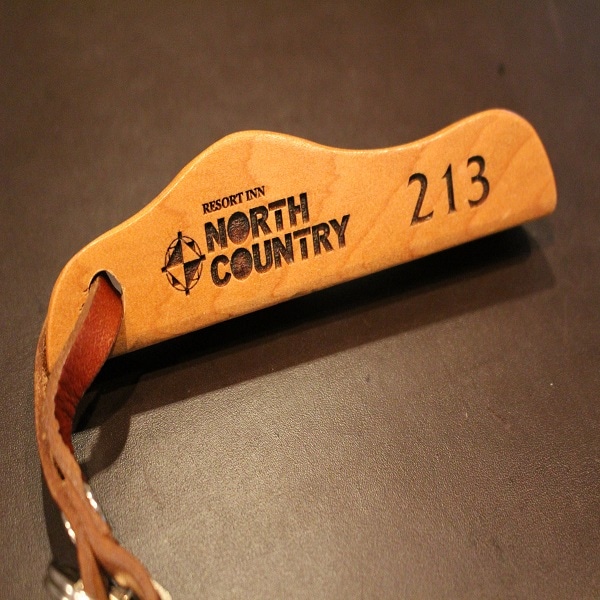 RESORT INN
NORTH
COUNTRY
213